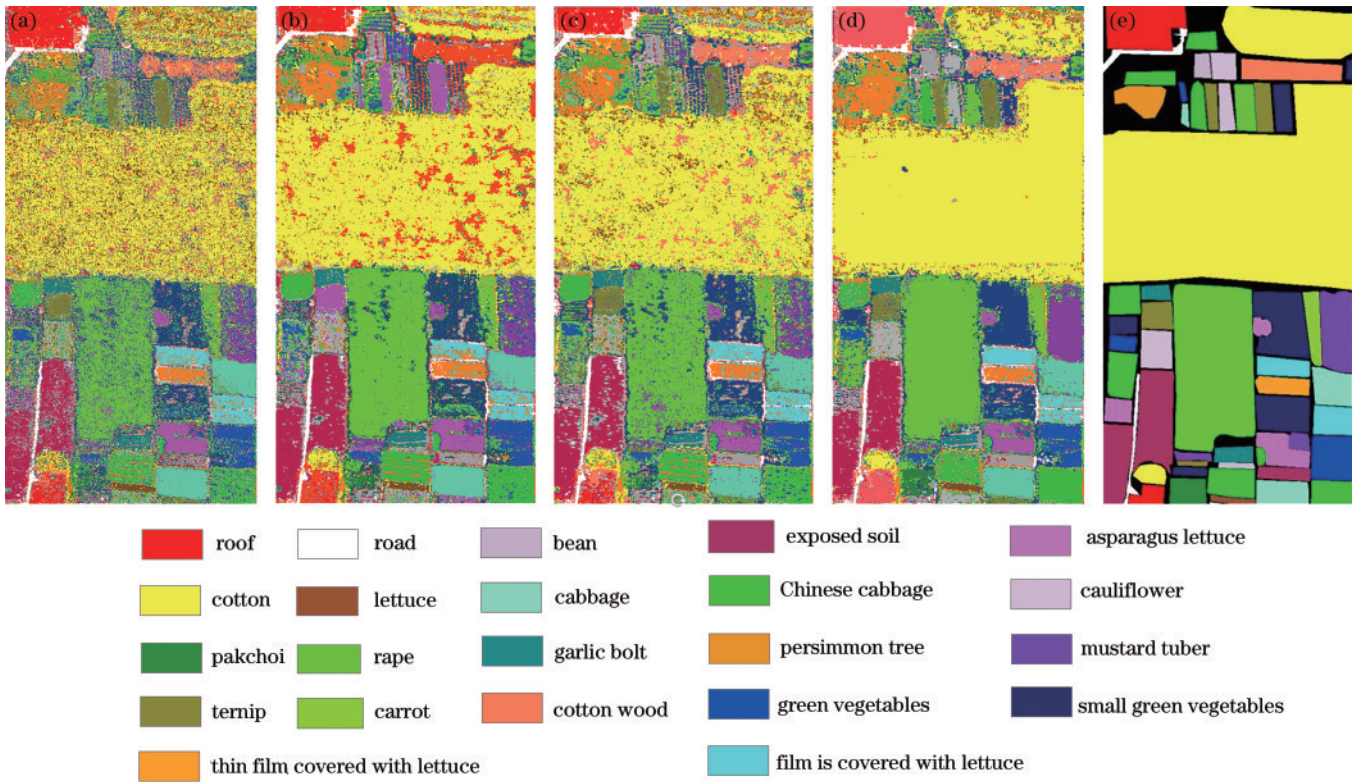 (a) (b) (c) (d) (e)
roof road bean exposed soil asparagus lettuce
cotton lettuce cabbage Chinese cabbage cauliflower
pakchoi rape garlic bolt persimmon tree mustard tuber
ternip carrot cotton wood green vegetables small green vegetables
thin film covered with lettuce film is covered with lettuce